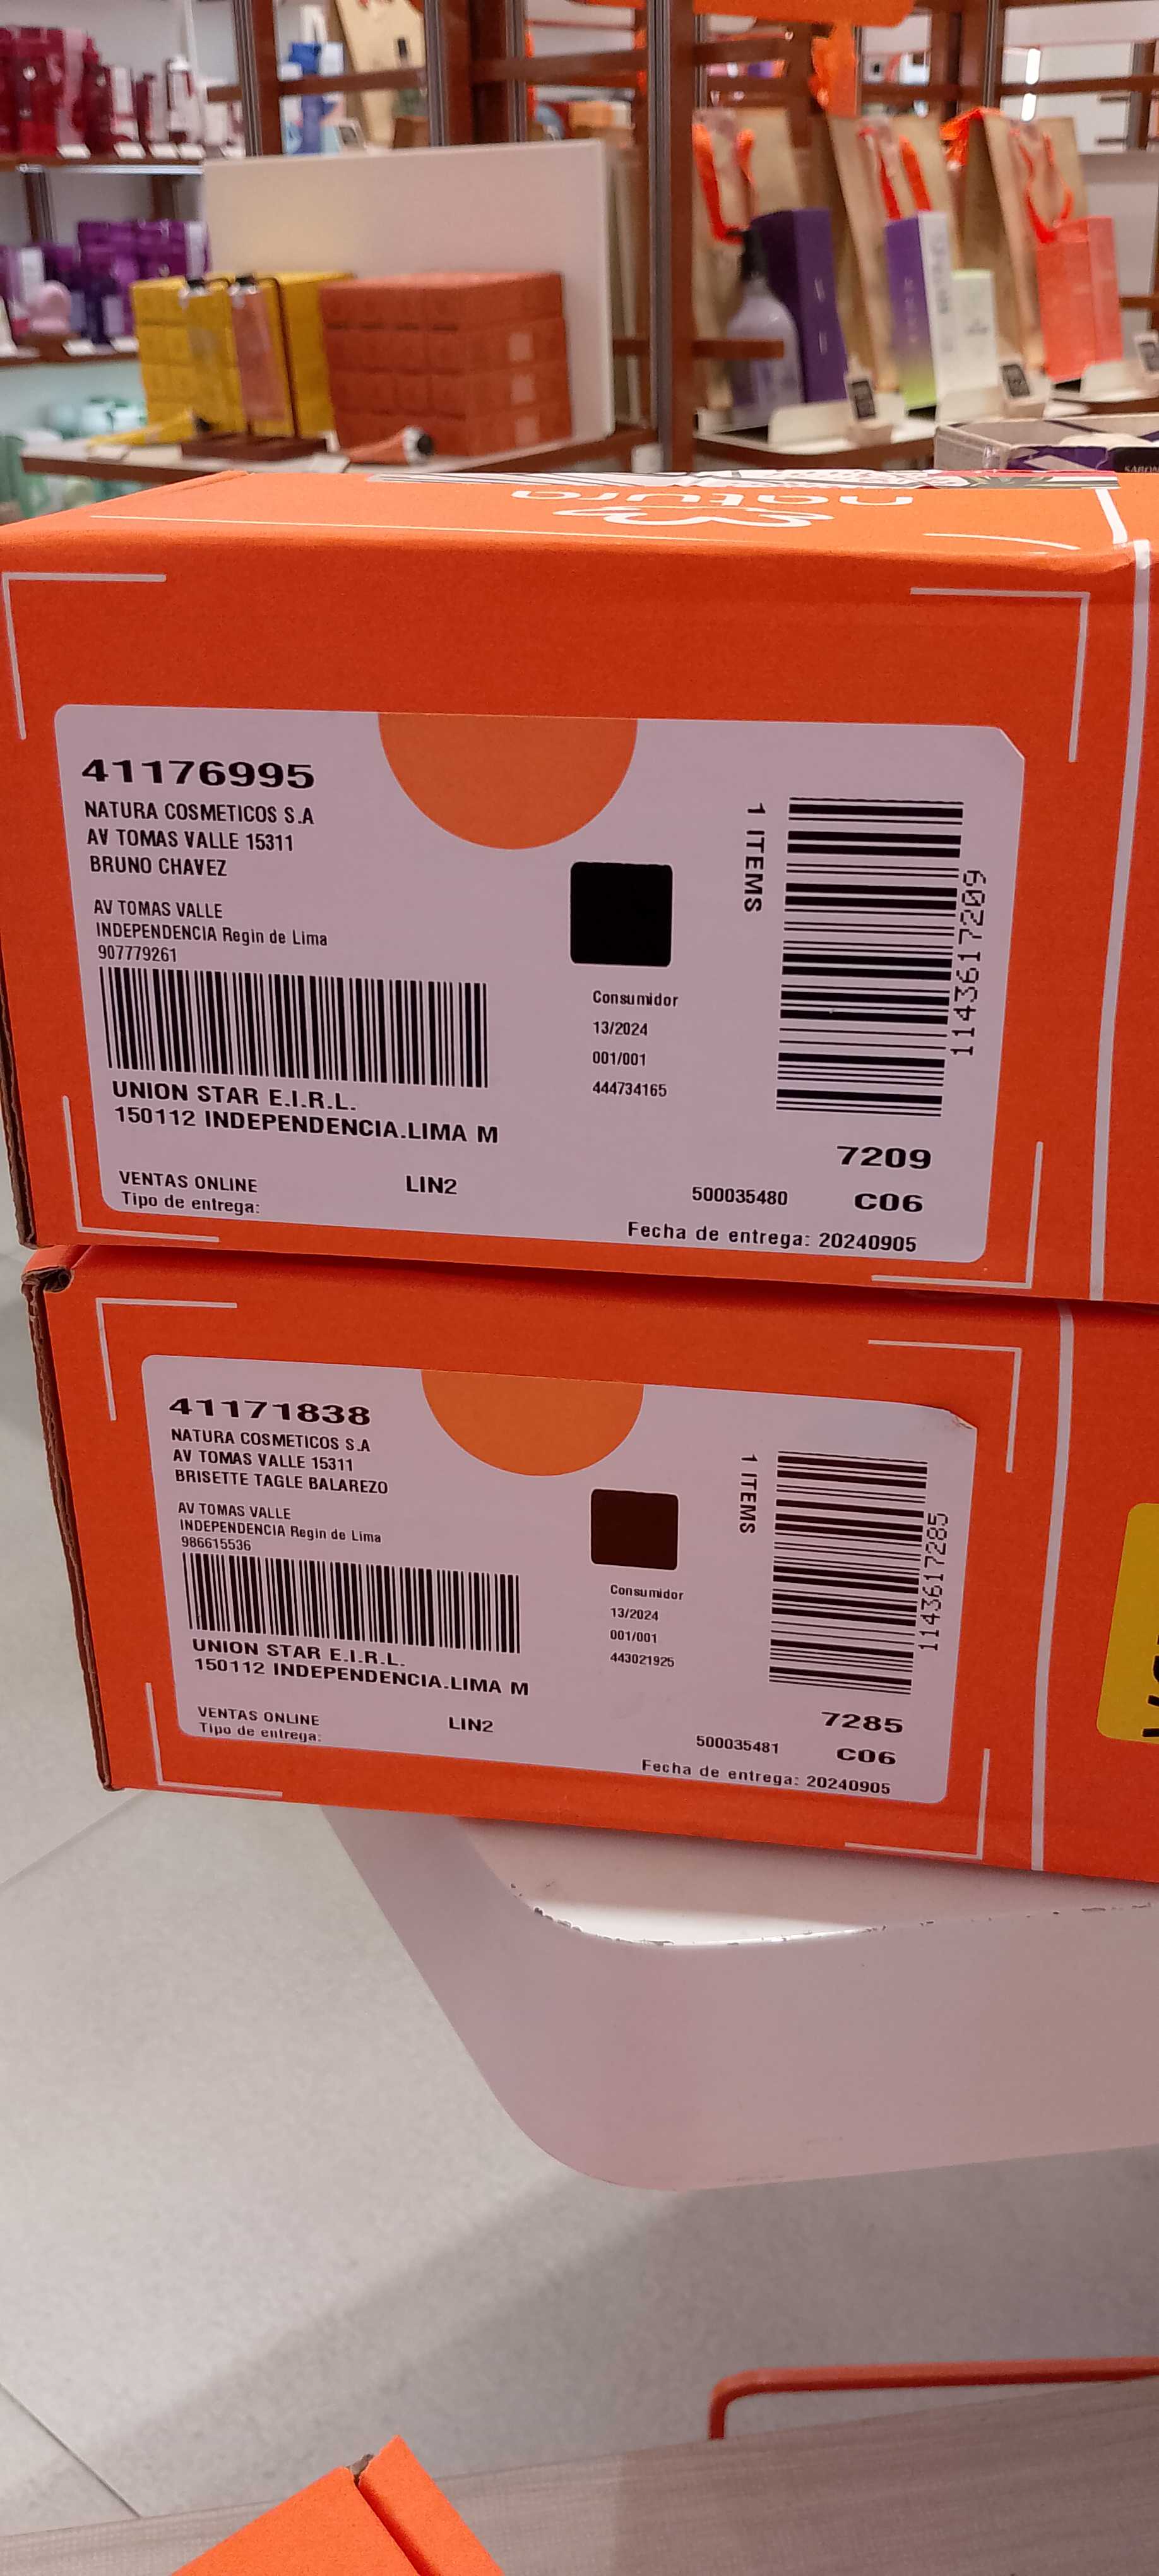 natura
41176995
NATURA COSMETICOS S.A
AV TOMAS VALLE 15311
BRUNO CHAVEZ
AV TOMAS VALLE
INDEPENDENCIA Regin de Lima
907779261
UNION STAR E.I.R.L.
150112 INDEPENDENCIA.LIMA M
VENTAS ONLINE
LIN2
Tipo de entrega:
Consumidor
13/2024
001/001
444734165
1 ITEMS
1143617209
7209
500035480
C06
Fecha de entrega: 20240905
41171838
NATURA COSMETICOS S.A
AV TOMAS VALLE 15311
BRISETTE TAGLE BALAREZO
AV TOMAS VALLE
INDEPENDENCIA Regin de Lima
986615536
UNION STAR E.I.R.L.
150112 INDEPENDENCIA.LIMA M
VENTAS ONLINE
LIN2
Tipo de entrega:
Consumidor
13/2024
001/001
443021925
1 ITEMS
1143617285
7285
500035481
C06
Fecha de entrega: 20240905